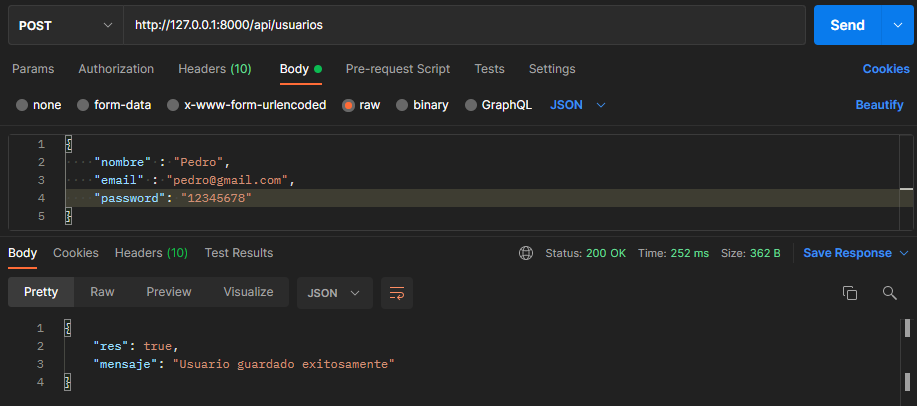 POST http://127.0.0.1:8000/api/usuarios Send
Params Authorization Headers (10) Body Pre-request Script Tests Settings Cookies
none form-data x-www-form-urlencoded raw binary GraphQL JSON Beautify
1 {
2 ····"nombre"·:·"Pedro",
3 ····"email"·:·"pedro@gmail.com",
4 ····"password":·"12345678"
5 }
Body Cookies Headers (10) Test Results Status: 200 OK Time: 252 ms Size: 362 B Save Response
Pretty Raw Preview Visualize JSON
1 {
2 "res": true,
3 "mensaje": "Usuario guardado exitosamente"
4 }